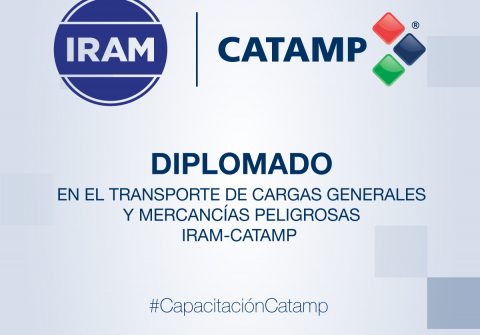 IRAM
CATAMP®
DIPLOMADO
EN EL TRANSPORTE DE CARGAS GENERALES
Y MERCANCÍAS PELIGROSAS
IRAM-CATAMP
#CapacitaciónCatamp